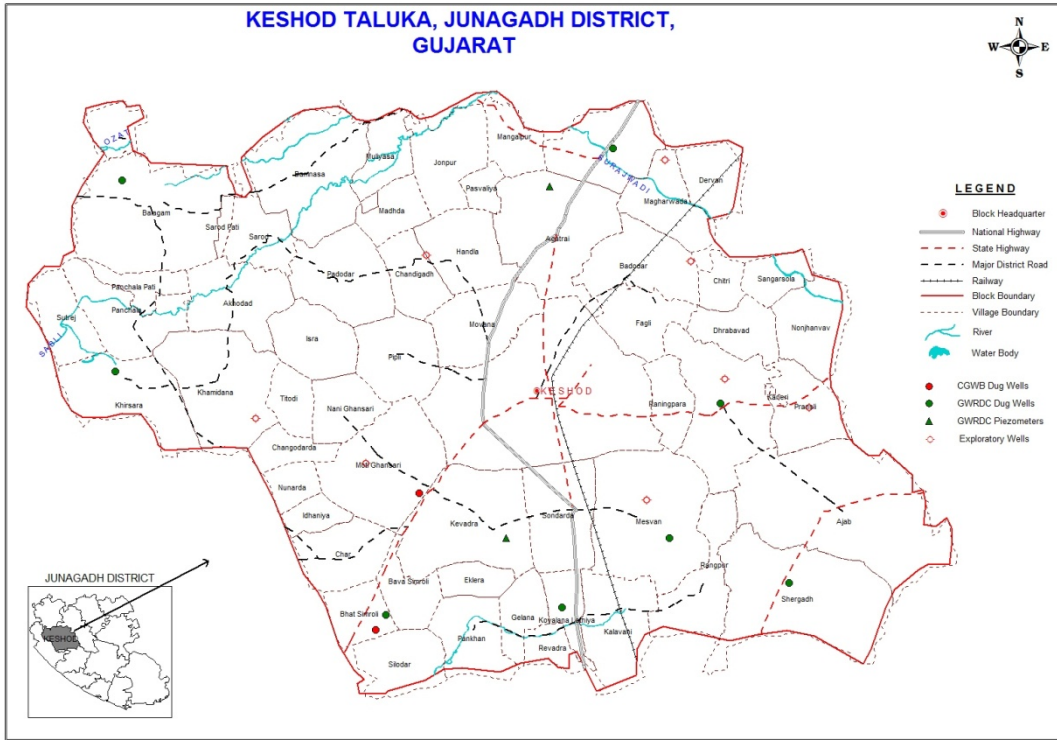 KESHOD TALUKA, JUNAGADH DISTRICT,
GUJARAT
N
W E
S
OZAT
Mangalpur
Mulyasa
Jonpur
SURAJWADI
Dervan
Bamnasa
Pasvaliya
Magharwada
LEGEND
Block Headquarter
National Highway
State Highway
Major District Road
Railway
Block Boundary
Village Boundary
River
Water Body
CGWB Dug Wells
GWRDC Dug Wells
GWRDC Piezometers
Exploratory Wells
Balagam
Madhda
Sarod Pati
Sarod
Agatrai
Handla
Padodar
Chandigadh
Badodar
Chitri
Sangarsola
Panchala Pati
Panchala
Akhodad
Sutrej
SABLI
Isra
Movana
Fagli
Dhrabavad
Nonjhanvav
Pipli
KESHOD
Khirsara
Khamidana
Titodi
Nani Ghansari
Raningpara
Kaderi
Changodarda
Moti Ghansari
Nunarda
Idhaniya
Kevadra
Sondarda
Mesvan
Ajab
Char
Rangpur
Bava Simroli
Eklera
Shergadh
Bhat Simroli
Gelana
Kalavani
Pankhan
Revadra
Silodar
JUNAGADH DISTRICT
KESHOD